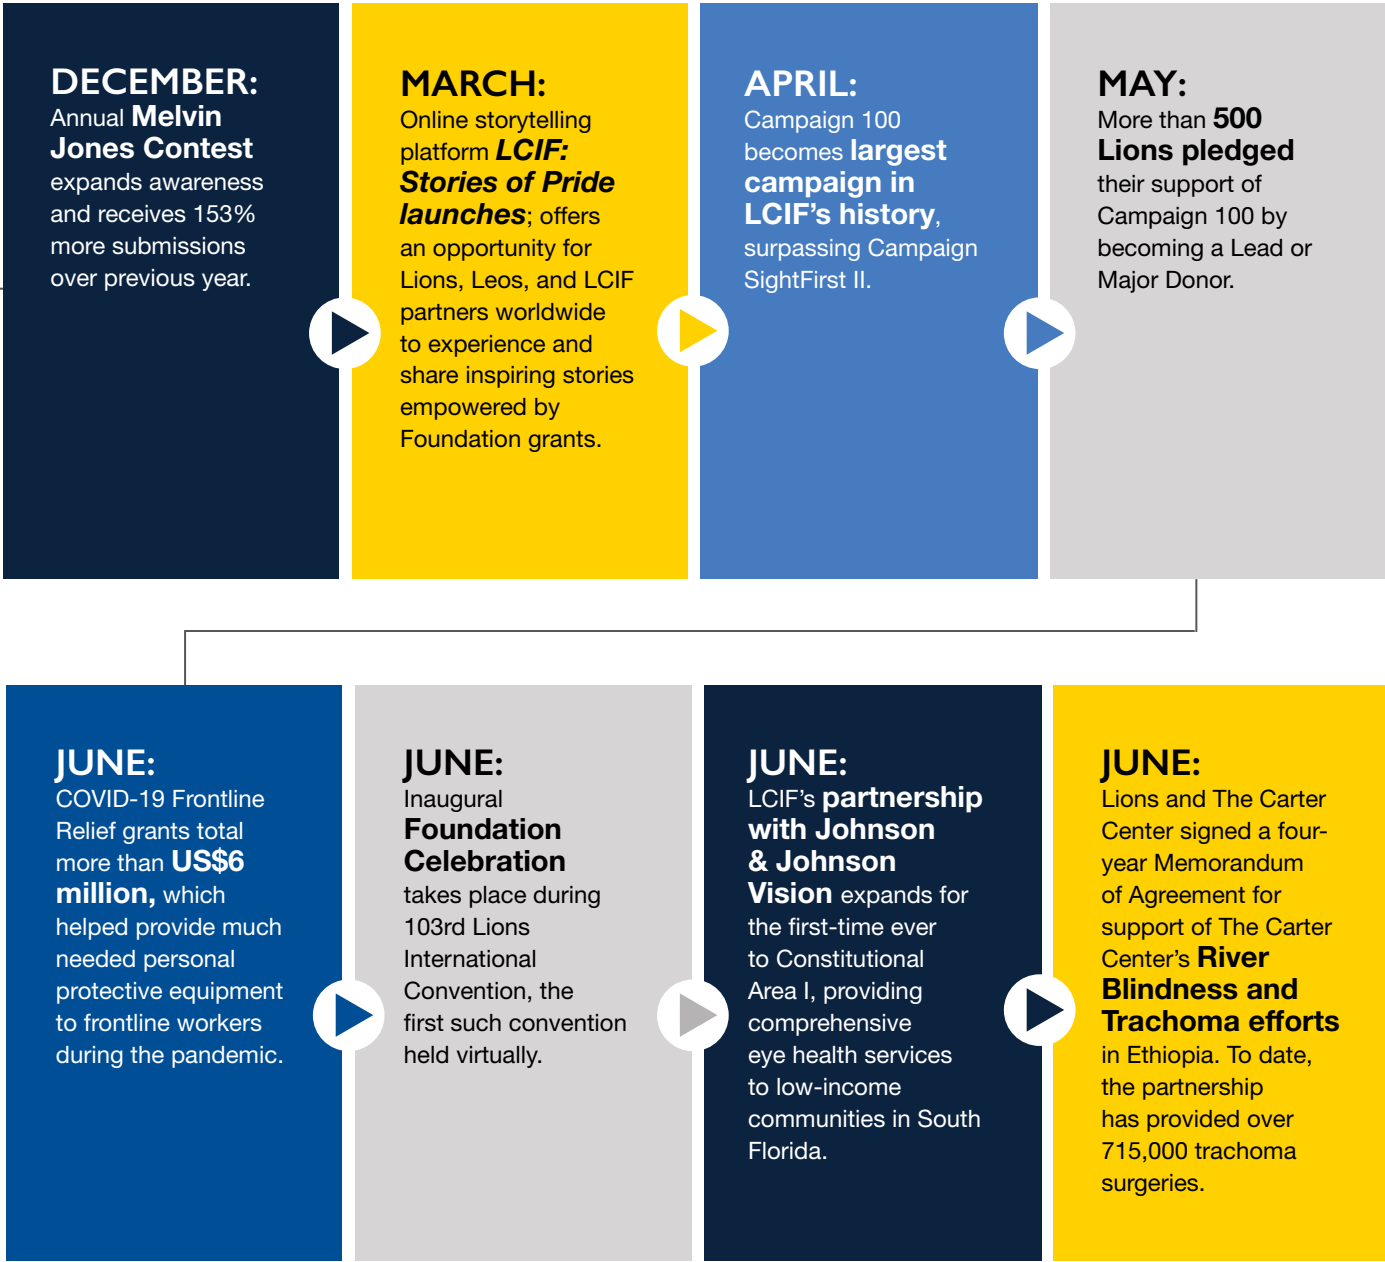 DECEMBER:
Annual Melvin
Jones Contest
expands awareness
and receives 153%
more submissions
over previous year.
MARCH:
Online storytelling
platform LCIF:
Stories of Pride
launches; offers
an opportunity for
Lions, Leos, and LCIF
partners worldwide
to experience and
share inspiring stories
empowered by
Foundation grants.
APRIL:
Campaign 100
becomes largest
campaign in
LCIF’s history,
surpassing Campaign
SightFirst II.
MAY:
More than 500
Lions pledged
their support of
Campaign 100 by
becoming a Lead or
Major Donor.
JUNE:
COVID-19 Frontline
Relief grants total
more than US$6
million, which
helped provide much
needed personal
protective equipment
to frontline workers
during the pandemic.
JUNE:
Inaugural
Foundation
Celebration
takes place during
103rd Lions
International
Convention, the
first such convention
held virtually.
JUNE:
LCIF’s partnership
with Johnson
& Johnson
Vision expands for
the first-time ever
to Constitutional
Area I, providing
comprehensive
eye health services
to low-income
communities in South
Florida.
JUNE:
Lions and The Carter
Center signed a four-
year Memorandum
of Agreement for
support of The Carter
Center’s River
Blindness and
Trachoma efforts
in Ethiopia. To date,
the partnership
has provided over
715,000 trachoma
surgeries.